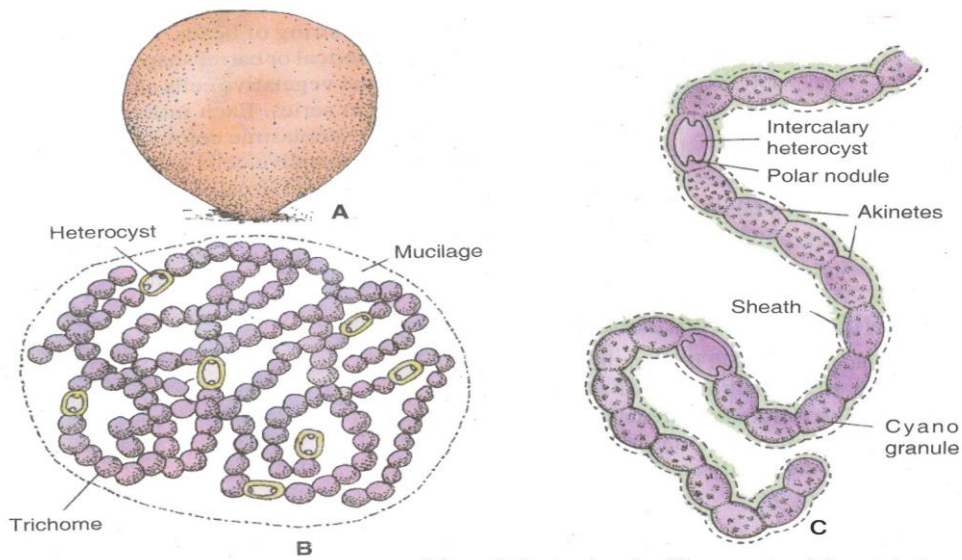 A
Heterocyst
Mucilage
Trichome
B
Intercalary
heterocyst
Polar nodule
Akinetes
Sheath
Cyano
granule
C